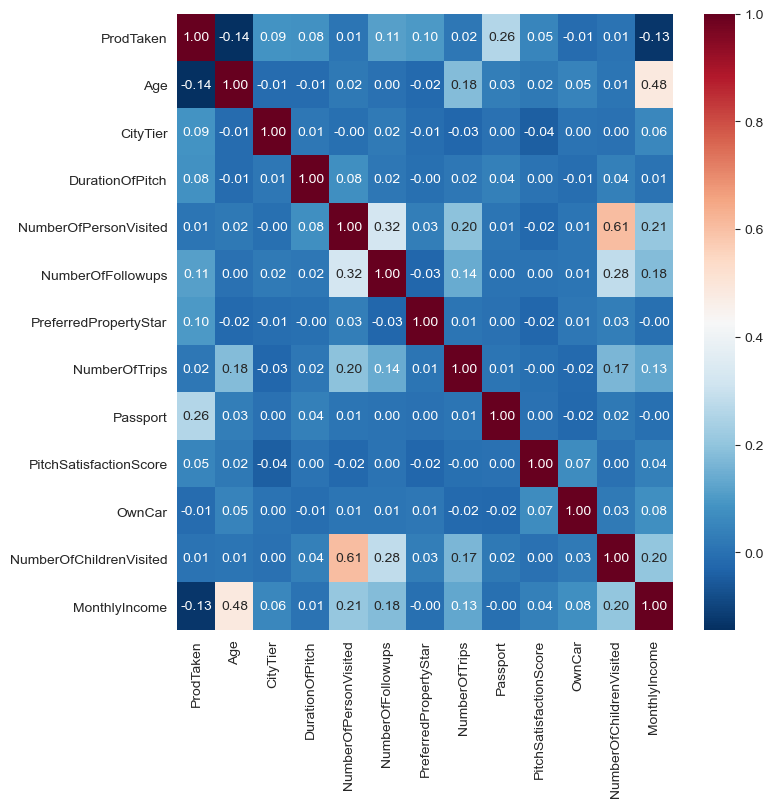 ProdTaken 1.00 -0.14 0.09 0.08 0.01 0.11 0.10 0.02 0.26 0.05 -0.01 0.01 -0.13
Age -0.14 1.00 -0.01 -0.01 0.02 0.00 -0.02 0.18 0.03 0.02 0.05 0.01 0.48
CityTier 0.09 -0.01 1.00 0.01 -0.00 0.02 -0.01 -0.03 0.00 -0.04 0.00 0.00 0.06
DurationOfPitch 0.08 -0.01 0.01 1.00 0.08 0.02 -0.00 0.02 0.04 0.00 -0.01 0.04 0.01
NumberOfPersonVisited 0.01 0.02 -0.00 0.08 1.00 0.32 0.03 0.20 0.01 -0.02 0.01 0.61 0.21
NumberOfFollowups 0.11 0.00 0.02 0.02 0.32 1.00 -0.03 0.14 0.00 0.00 0.01 0.28 0.18
PreferredPropertyStar 0.10 -0.02 -0.01 -0.00 0.03 -0.03 1.00 0.01 0.00 -0.02 0.01 0.03 -0.00
NumberOfTrips 0.02 0.18 -0.03 0.02 0.20 0.14 0.01 1.00 0.01 -0.00 -0.02 0.17 0.13
Passport 0.26 0.03 0.00 0.04 0.01 0.00 0.00 0.01 1.00 0.00 -0.02 0.02 -0.00
PitchSatisfactionScore 0.05 0.02 -0.04 0.00 -0.02 0.00 -0.02 -0.00 0.00 1.00 0.07 0.00 0.04
OwnCar -0.01 0.05 0.00 -0.01 0.01 0.01 0.01 -0.02 -0.02 0.07 1.00 0.03 0.08
NumberOfChildrenVisited 0.01 0.01 0.00 0.04 0.61 0.28 0.03 0.17 0.02 0.00 0.03 1.00 0.20
MonthlyIncome -0.13 0.48 0.06 0.01 0.21 0.18 -0.00 0.13 -0.00 0.04 0.08 0.20 1.00
ProdTaken
Age
CityTier
DurationOfPitch
NumberOfPersonVisited
NumberOfFollowups
PreferredPropertyStar
NumberOfTrips
Passport
PitchSatisfactionScore
OwnCar
NumberOfChildrenVisited
MonthlyIncome
1.0
0.8
0.6
0.4
0.2
0.0